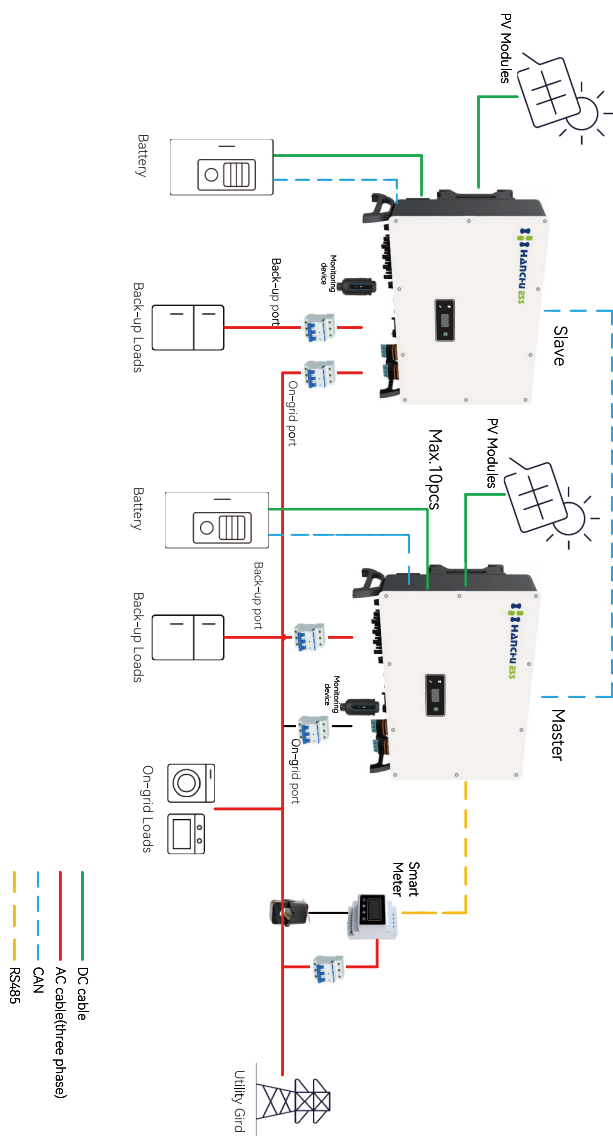 Slave
Master
HANCHU ESS
HANCHU ESS
PV Modules
PV Modules
Max.10pcs
Smart
Meter
Monitoring
device
Monitoring
device
Back-up port
On-grid port
Back-up port
On-grid port
Utility Gird
Battery
Back-up Loads
Battery
Back-up Loads
On-grid Loads
DC cable
AC cable(three phase)
CAN
RS485